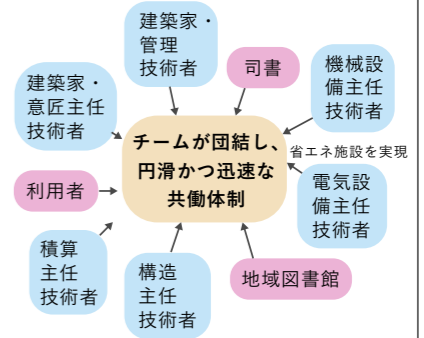 建築家・
管理
技術者
司書
機械設
備主任
技術者
建築家・
意匠主任
技術者
チームが団結し、
円滑かつ迅速な
共働体制
省エネ施設を実現
利用者
電気設
備主任
技術者
積算
主任
技術者
構造
主任
技術者
地域図書館